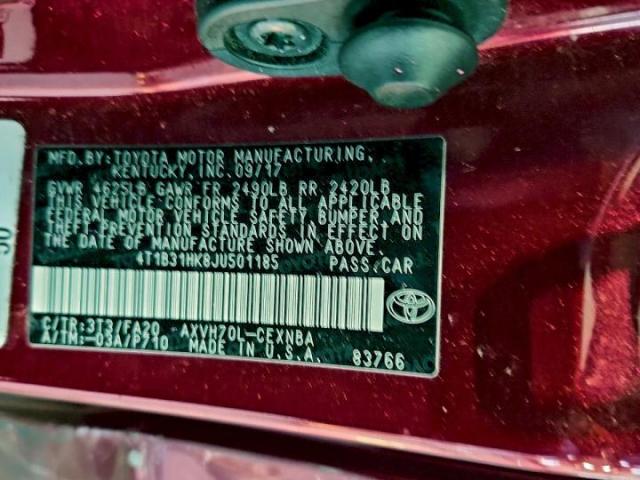 MFD.BY: TOYOTA MOTOR MANUFACTURING,
KENTUCKY, INC. 09/17
GVWR 4625LB GAWR FR 2490LB RR 2420LB
THIS VEHICLE CONFORMS TO ALL APPLICABLE
FEDERAL MOTOR VEHICLE SAFETY, BUMPER AND
THEFT PREVENTION STANDARDS IN EFFECT ON
THE DATE OF MANUFACTURE SHOWN ABOVE.
4T1B31HK8JU501185 PASS.CAR
C/TR: 3T3/FA20 AXVH70L-CEXNBA
A/TM:-03A/P710 MADE IN U.S.A. 83766